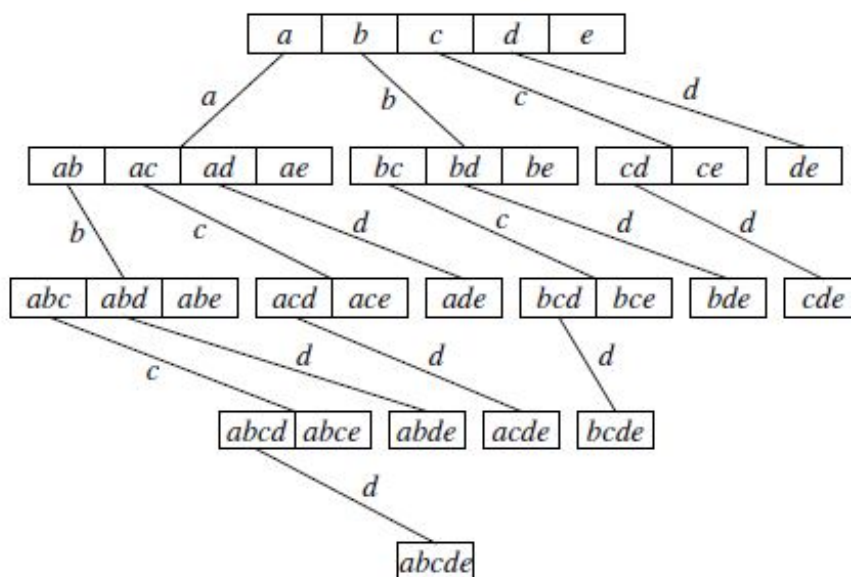 a b c d e
a b c d
ab ac ad ae bc bd be cd ce de
b c d c d d
abc abd abe acd ace ade bcd bce bde cde
c d d d
abcd abce abde acde bcde
d
abcde